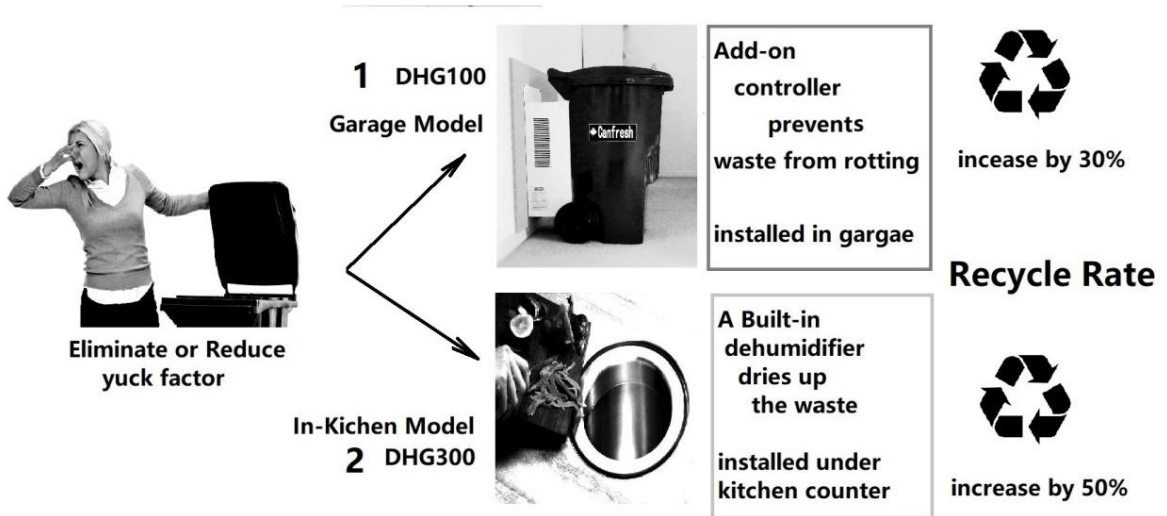 1 DHG100
Garage Model
Canfresh
Add-on
controller
prevents
waste from rotting
installed in gargae
incease by 30%
Recycle Rate
Eliminate or Reduce
yuck factor
In-Kichen Model
2 DHG300
A Built-in
dehumidifier
dries up
the waste
installed under
kitchen counter
increase by 50%